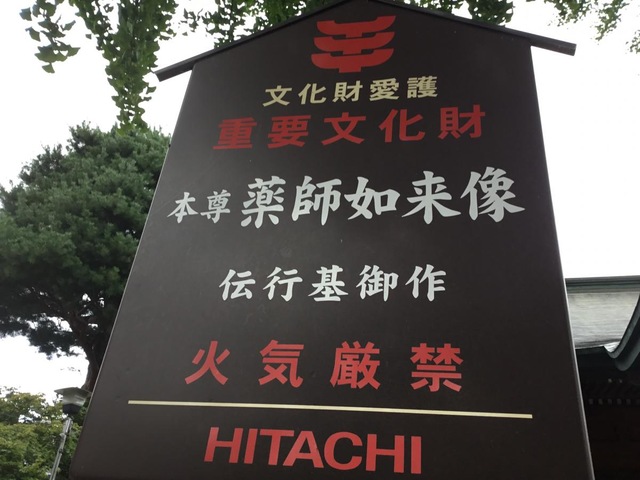 文化財愛護
重要文化財
本尊 薬師如来像
伝行基御作
火気厳禁
HITACHI